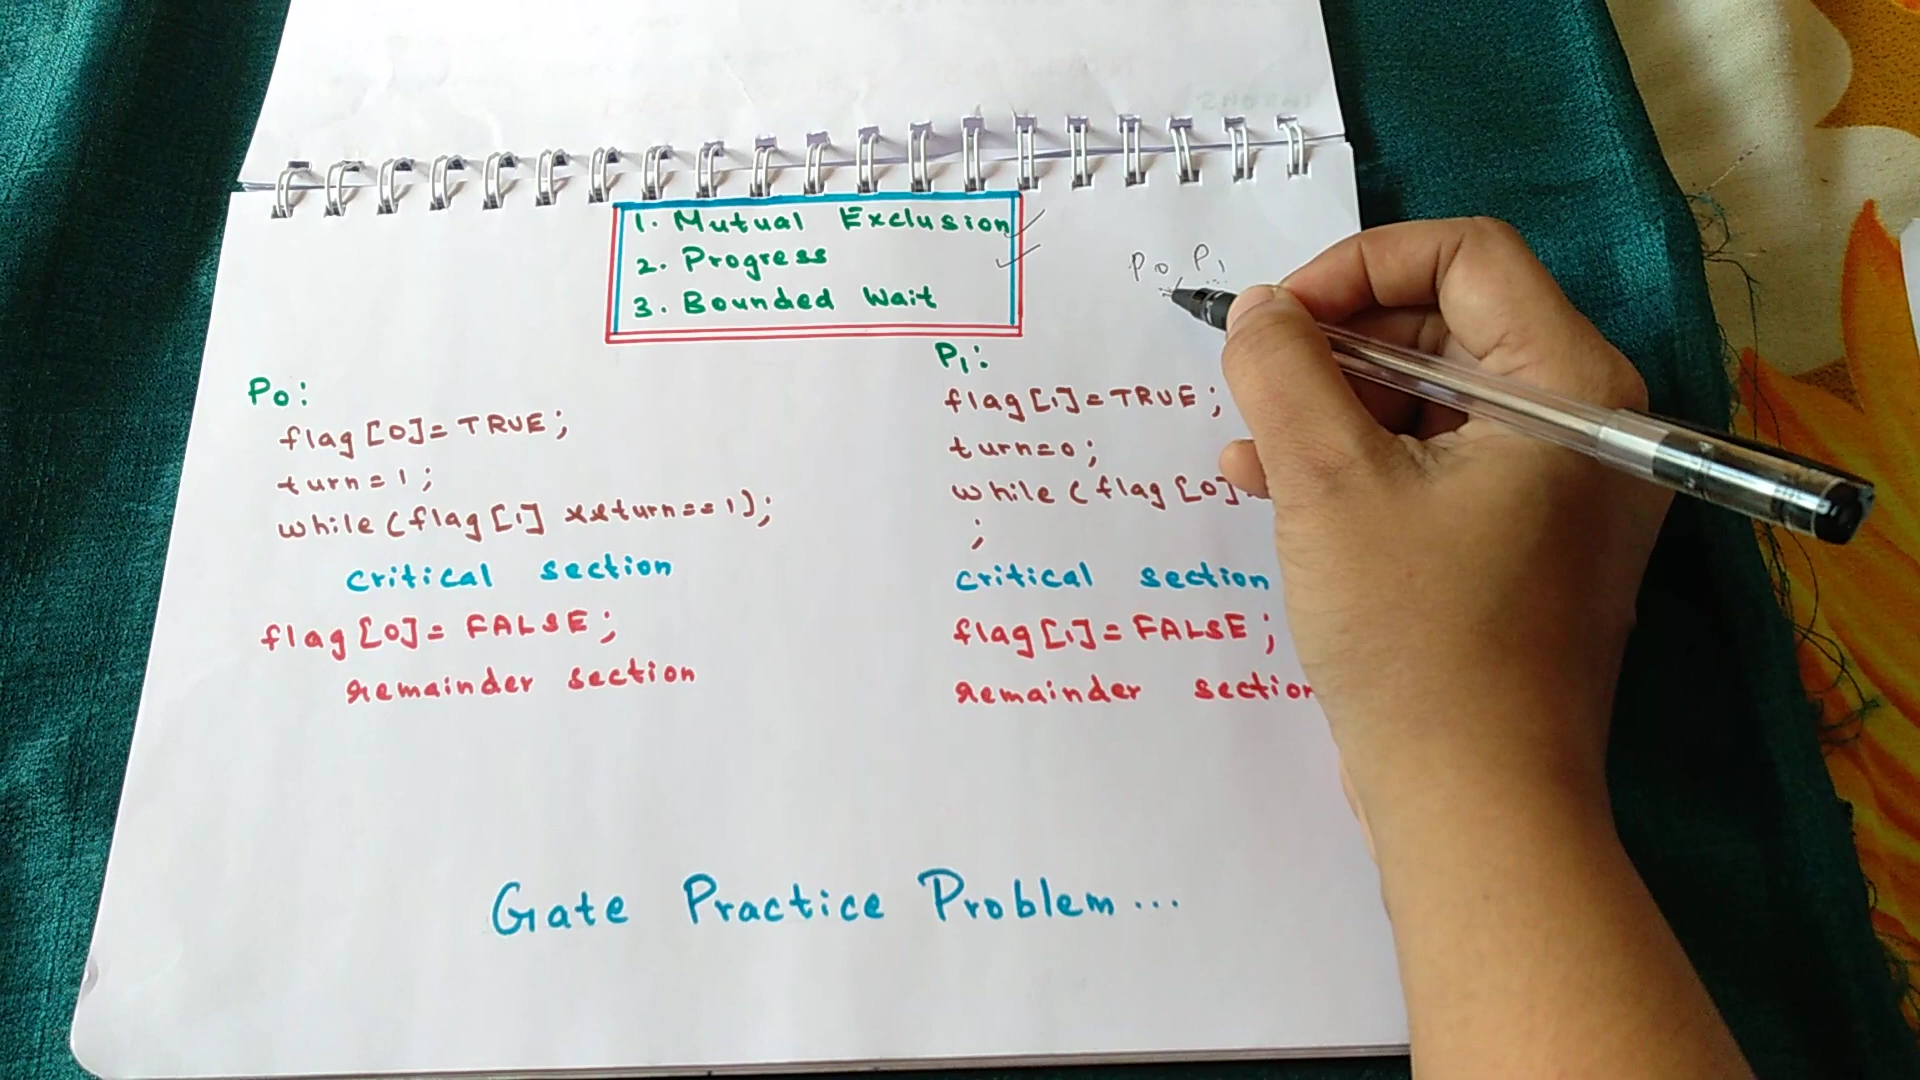 1. Mutual Exclusion
2. Progress
3. Bounded Wait
P0, P1
P0:
flag[0]=TRUE;
turn=1;
while(flag[1] &&turn==1);
critical section
flag[0]= FALSE;
remainder section
P1:
flag[1]=TRUE;
turn=0;
while(flag[0]
;
critical section
flag[1]=FALSE;
remainder section
Gate Practice Problem...